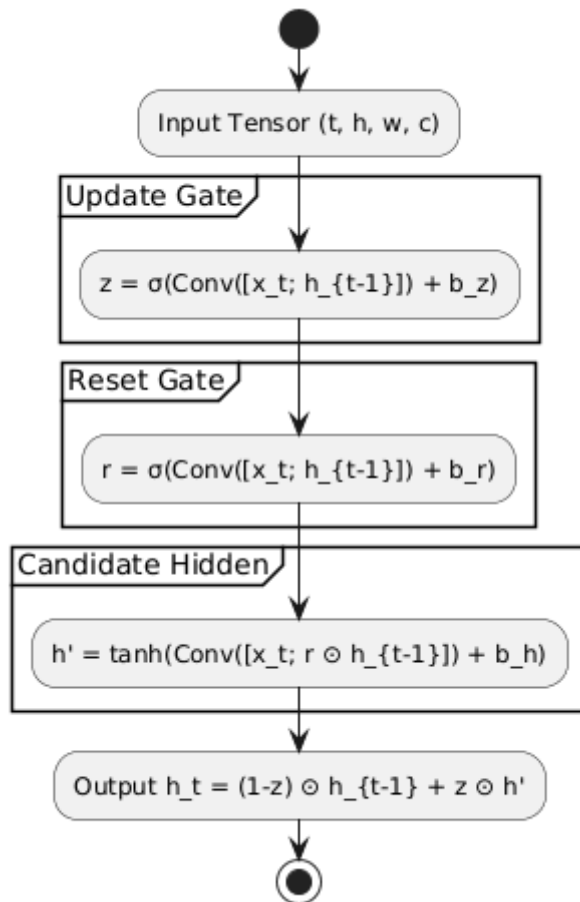 Input Tensor (t, h, w, c)
Update Gate
z = σ(Conv([x_t; h_{t-1}]) + b_z)
Reset Gate
r = σ(Conv([x_t; h_{t-1}]) + b_r)
Candidate Hidden
h' = tanh(Conv([x_t; r ⊙ h_{t-1}]) + b_h)
Output h_t = (1-z) ⊙ h_{t-1} + z ⊙ h'